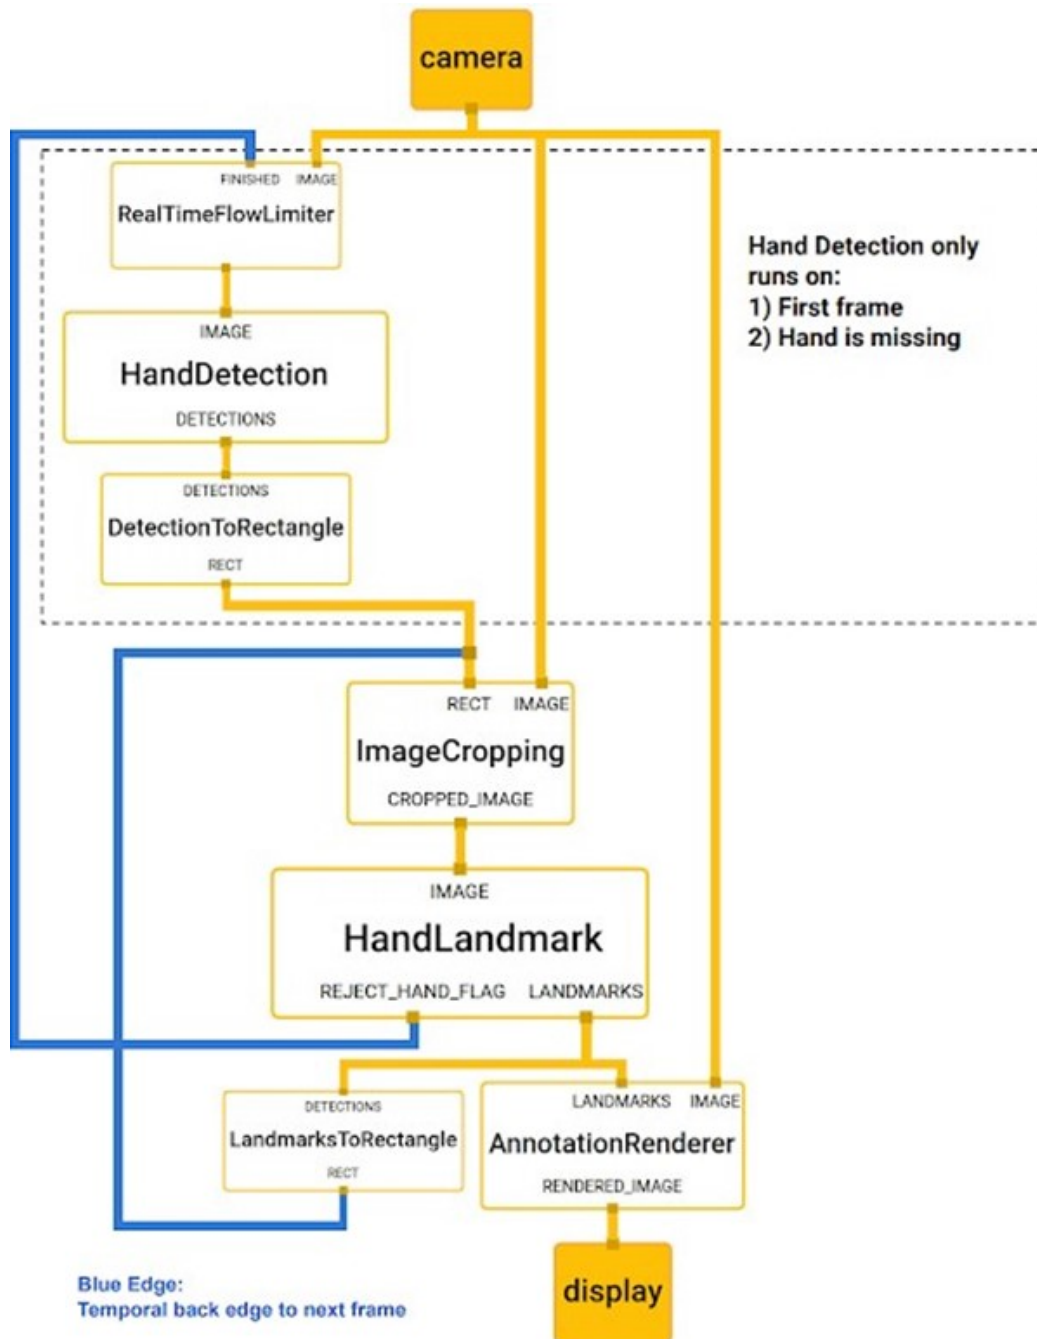 camera
FINISHED IMAGE
RealTimeFlowLimiter
Hand Detection only
runs on:
1) First frame
2) Hand is missing
IMAGE
HandDetection
DETECTIONS
DETECTIONS
DetectionToRectangle
RECT
RECT IMAGE
ImageCropping
CROPPED_IMAGE
IMAGE
HandLandmark
REJECT_HAND_FLAG LANDMARKS
DETECTIONS
LandmarksToRectangle
RECT
LANDMARKS IMAGE
AnnotationRenderer
RENDERED_IMAGE
display
Blue Edge:
Temporal back edge to next frame